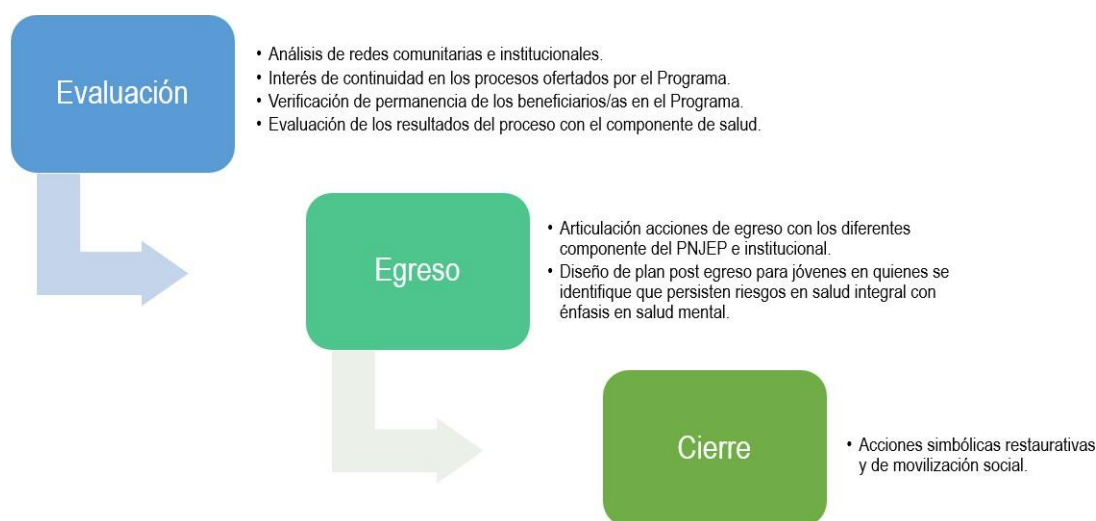 Evaluación
• Análisis de redes comunitarias e institucionales.
• Interés de continuidad en los procesos ofertados por el Programa.
• Verificación de permanencia de los beneficiarios/as en el Programa.
• Evaluación de los resultados del proceso con el componente de salud.
Egreso
• Articulación acciones de egreso con los diferentes
componente del PNJEP e institucional.
• Diseño de plan post egreso para jóvenes en quienes se
identifique que persisten riesgos en salud integral con
énfasis en salud mental.
Cierre
• Acciones simbólicas restaurativas
y de movilización social.